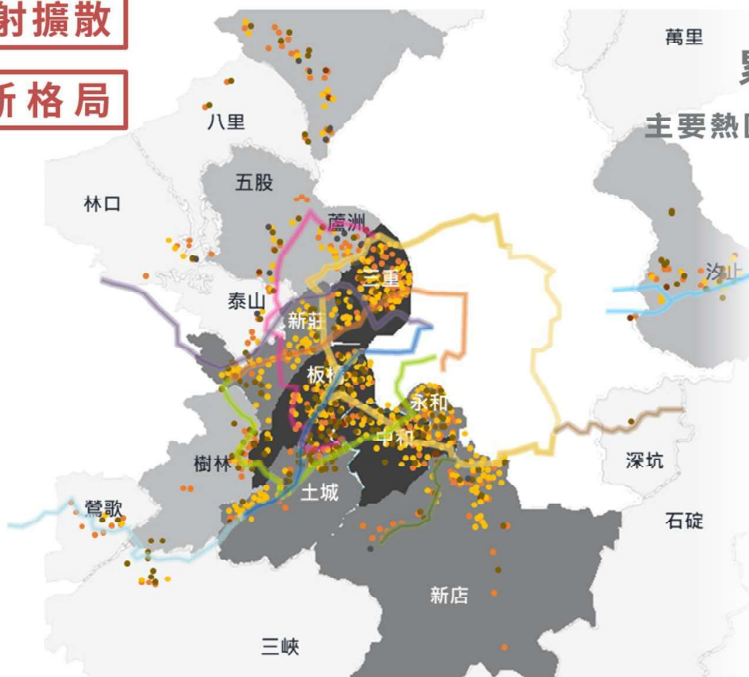 射擴散
新格局
萬里
主要熱區
八里
五股
林口
蘆洲
三重
汐止
泰山
新莊
板橋
永和
中和
樹林
深坑
土城
鶯歌
石碇
新店
三峽